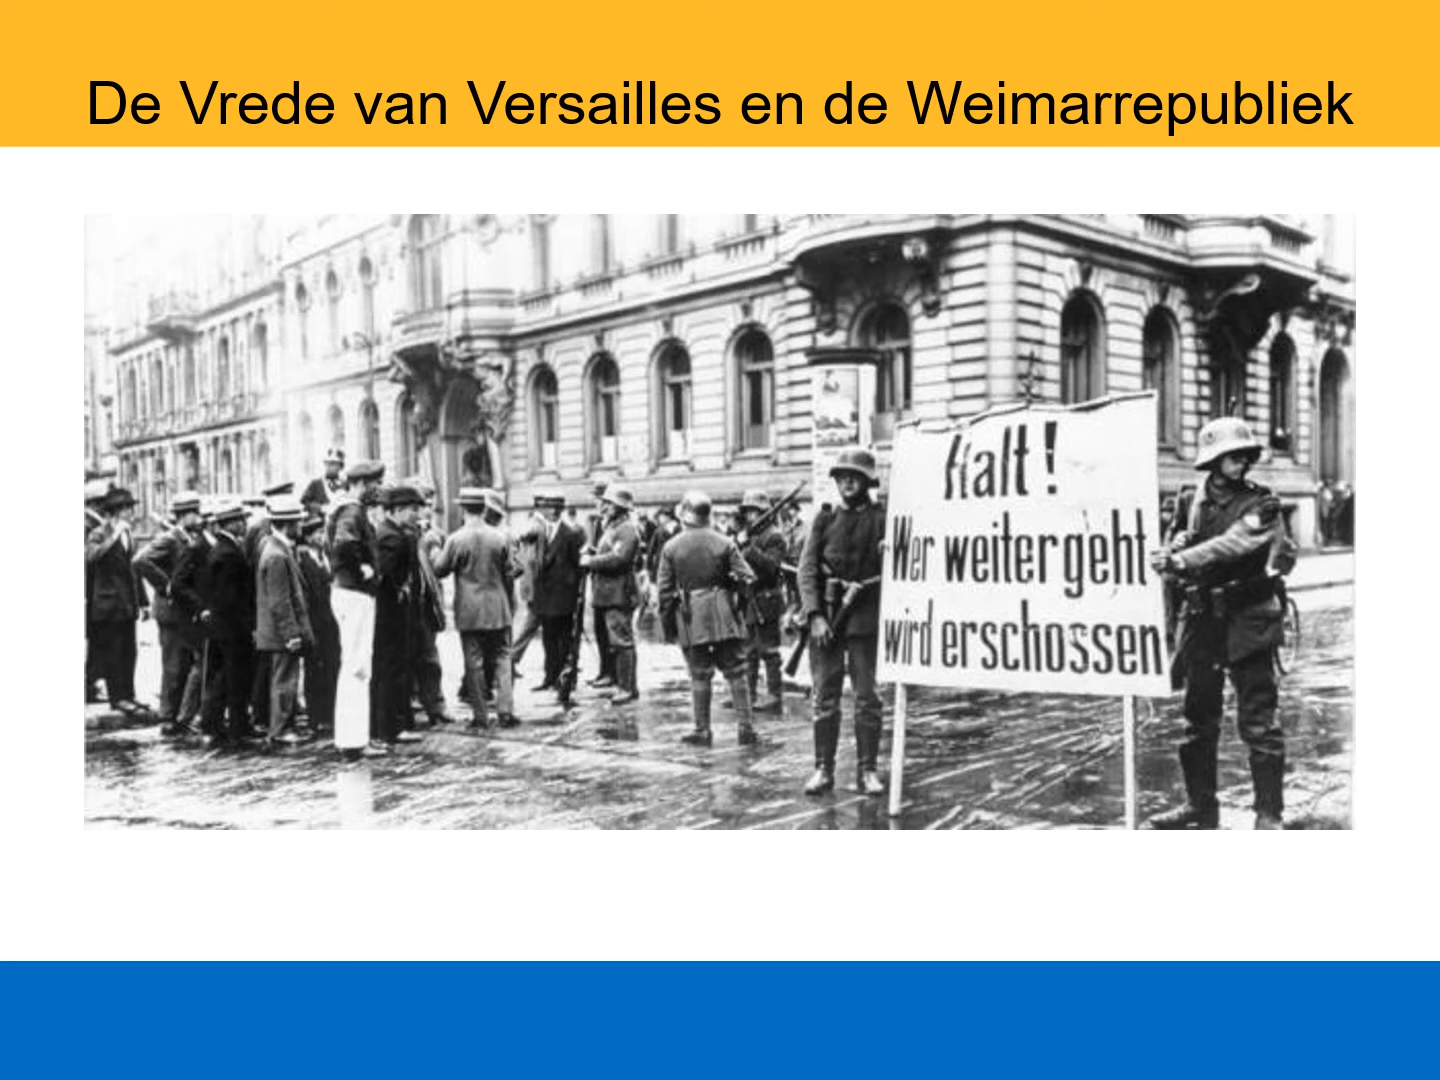 De Vrede van Versailles en de Weimarrepubliek
Halt!
Wer weitergeht
wird erschossen